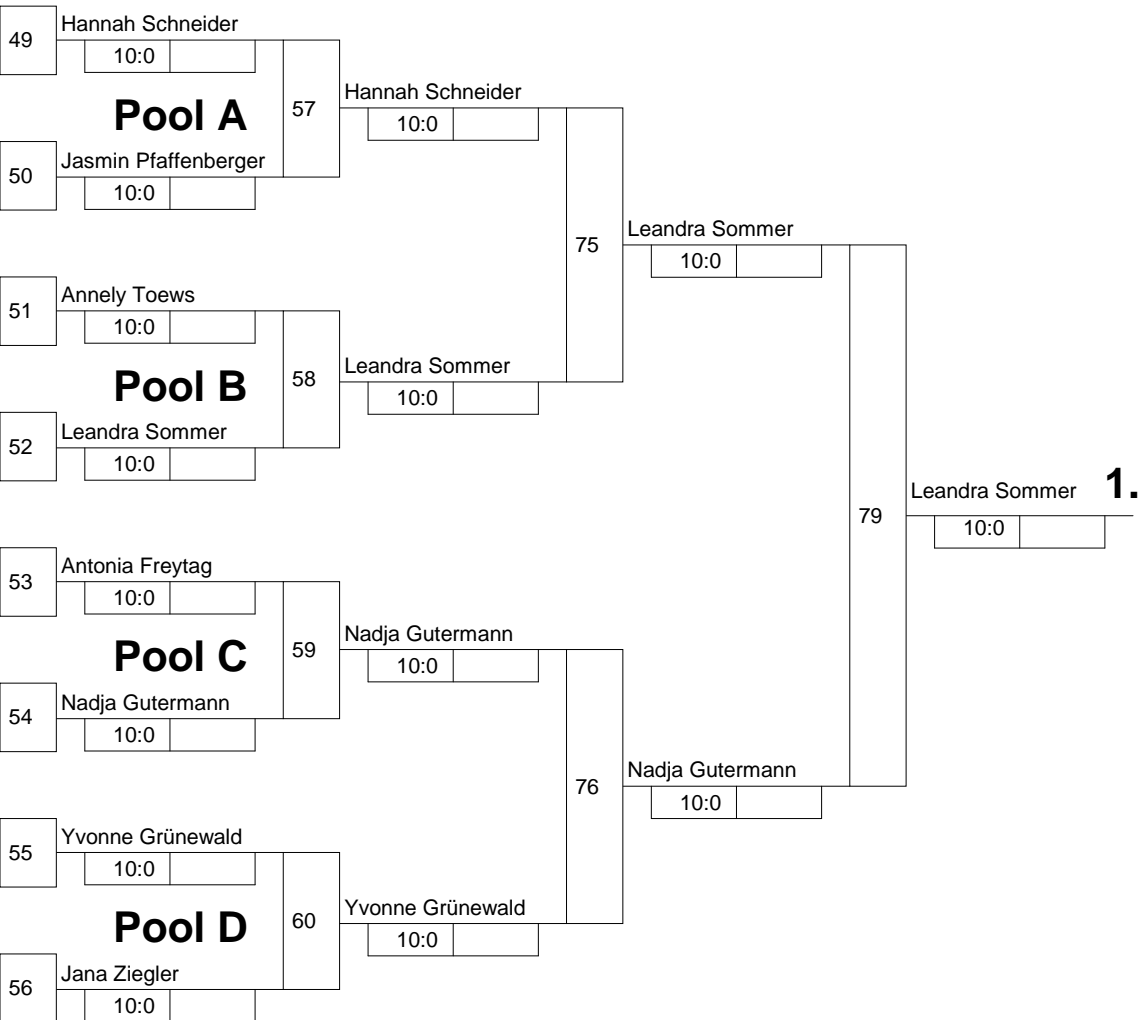 Hannah Schneider
49
10:0
Pool A
57
Hannah Schneider
10:0
Jasmin Pfaffenberger
50
10:0
75
Leandra Sommer
10:0
Annely Toews
51
10:0
Pool B
58
Leandra Sommer
10:0
Leandra Sommer
52
10:0
79
Leandra Sommer 1.
10:0
Antonia Freytag
53
10:0
Pool C
59
Nadja Gutermann
10:0
Nadja Gutermann
54
10:0
76
Nadja Gutermann
10:0
Yvonne Grünewald
55
10:0
Pool D
60
Yvonne Grünewald
10:0
Jana Ziegler
56
10:0